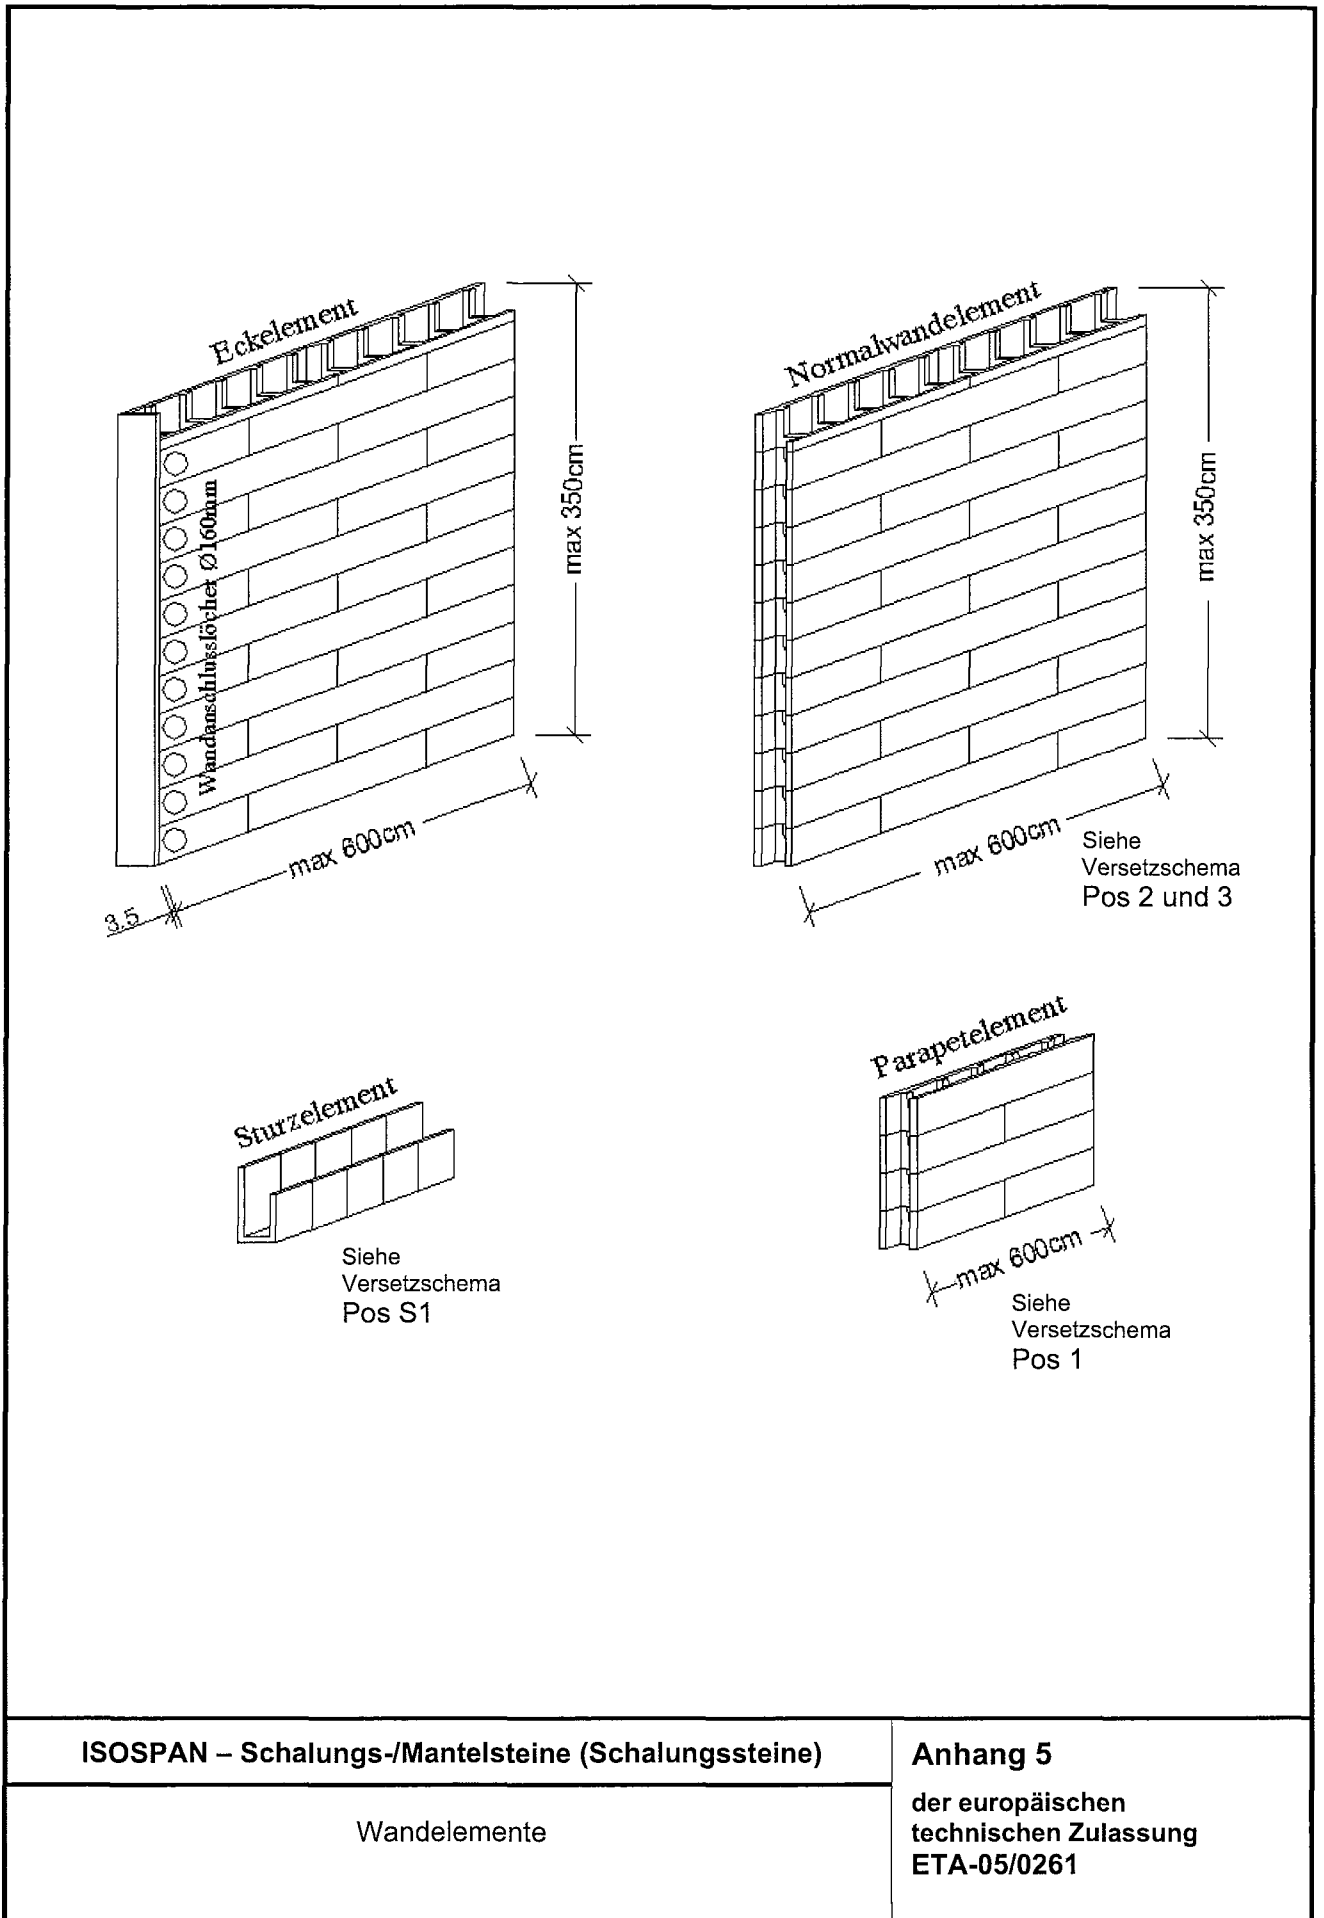 Eckelement
Wandanschlusslöcher Ø160mm
max 350cm
max 600cm
3.5
Normalwandelement
max 350cm
max 600cm
Siehe
Versetzschema
Pos 2 und 3
Sturzelement
Siehe
Versetzschema
Pos S1
Parapetelement
max 600cm
Siehe
Versetzschema
Pos 1
ISOSPAN – Schalungs-/Mantelsteine (Schalungssteine)
Wandelemente
Anhang 5
der europäischen
technischen Zulassung
ETA-05/0261